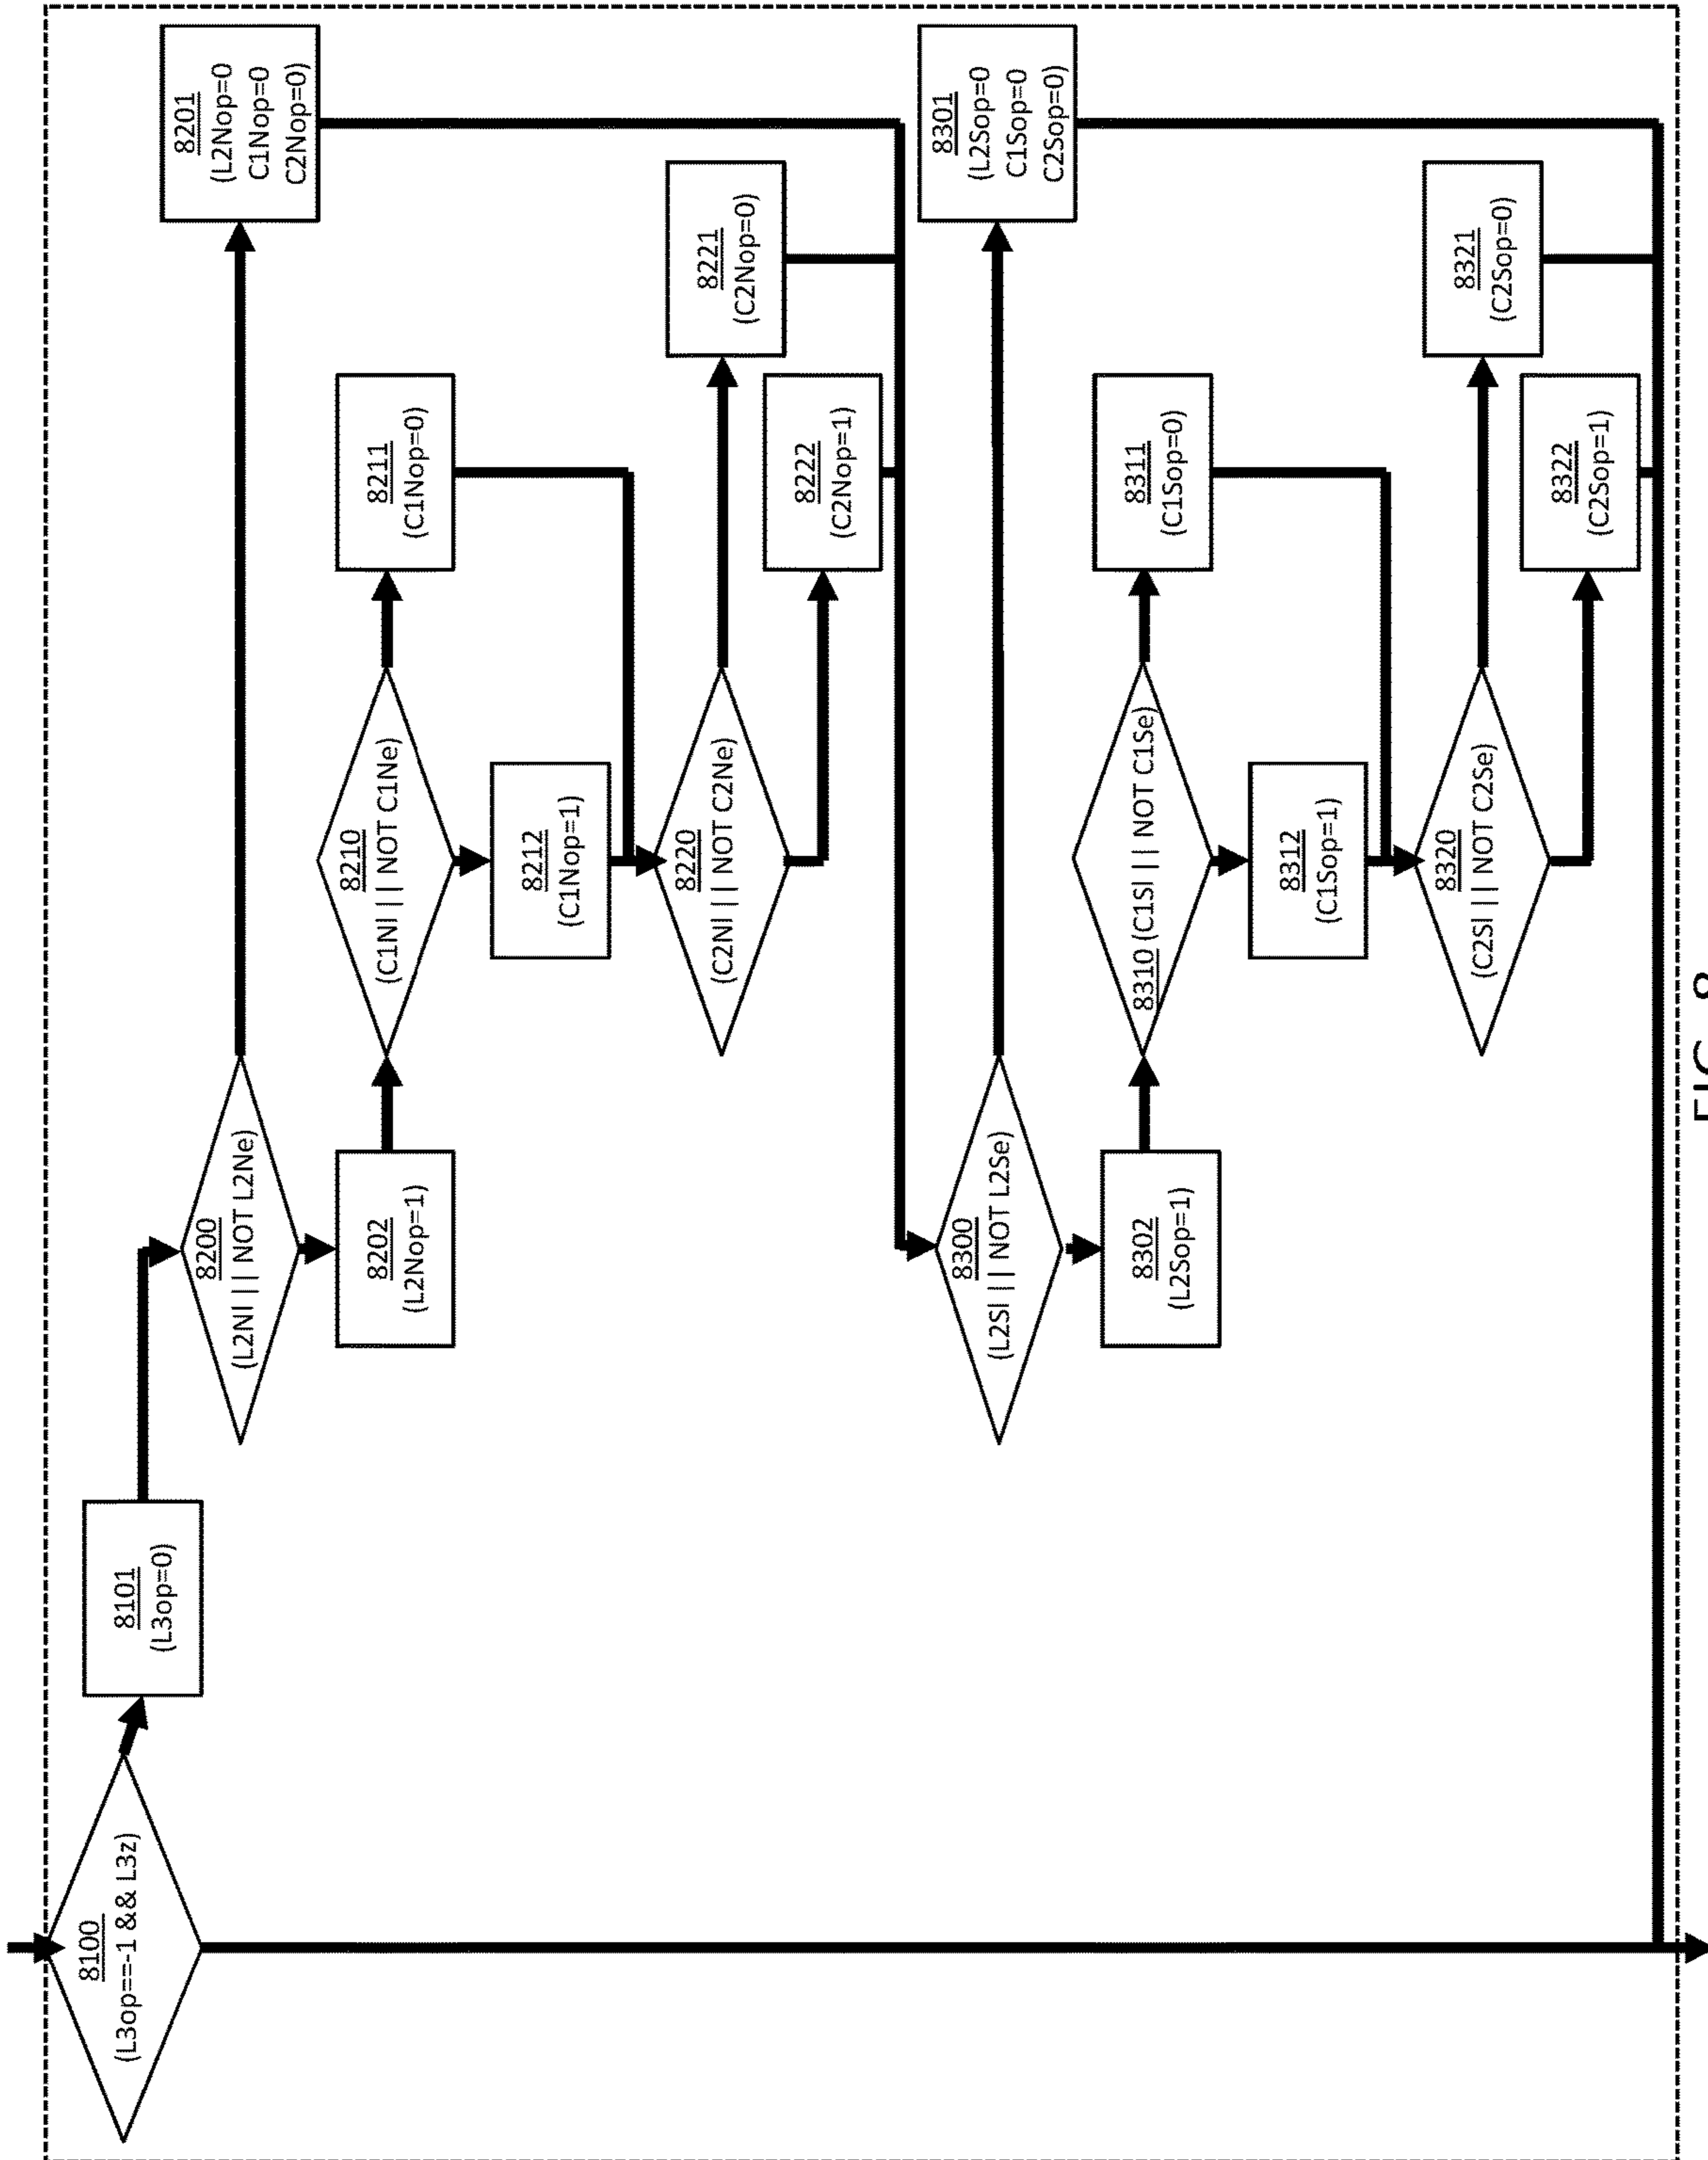 8100
(L3op==-1 && L3z)
8101
(L3op=0)
8200
(L2NI || NOT L2Ne)
8201
(L2Nop=0
C1Nop=0
C2Nop=0)
8202
(L2Nop=1)
8210
(C1NI || NOT C1Ne)
8211
(C1Nop=0)
8212
(C1Nop=1)
8220
(C2NI || NOT C2Ne)
8221
(C2Nop=0)
8222
(C2Nop=1)
8300
(L2SI || NOT L2Se)
8301
(L2Sop=0
C1Sop=0
C2Sop=0)
8302
(L2Sop=1)
8310 (C1SI || NOT C1Se)
8311
(C1Sop=0)
8312
(C1Sop=1)
8320
(C2SI || NOT C2Se)
8321
(C2Sop=0)
8322
(C2Sop=1)
FIG. 8